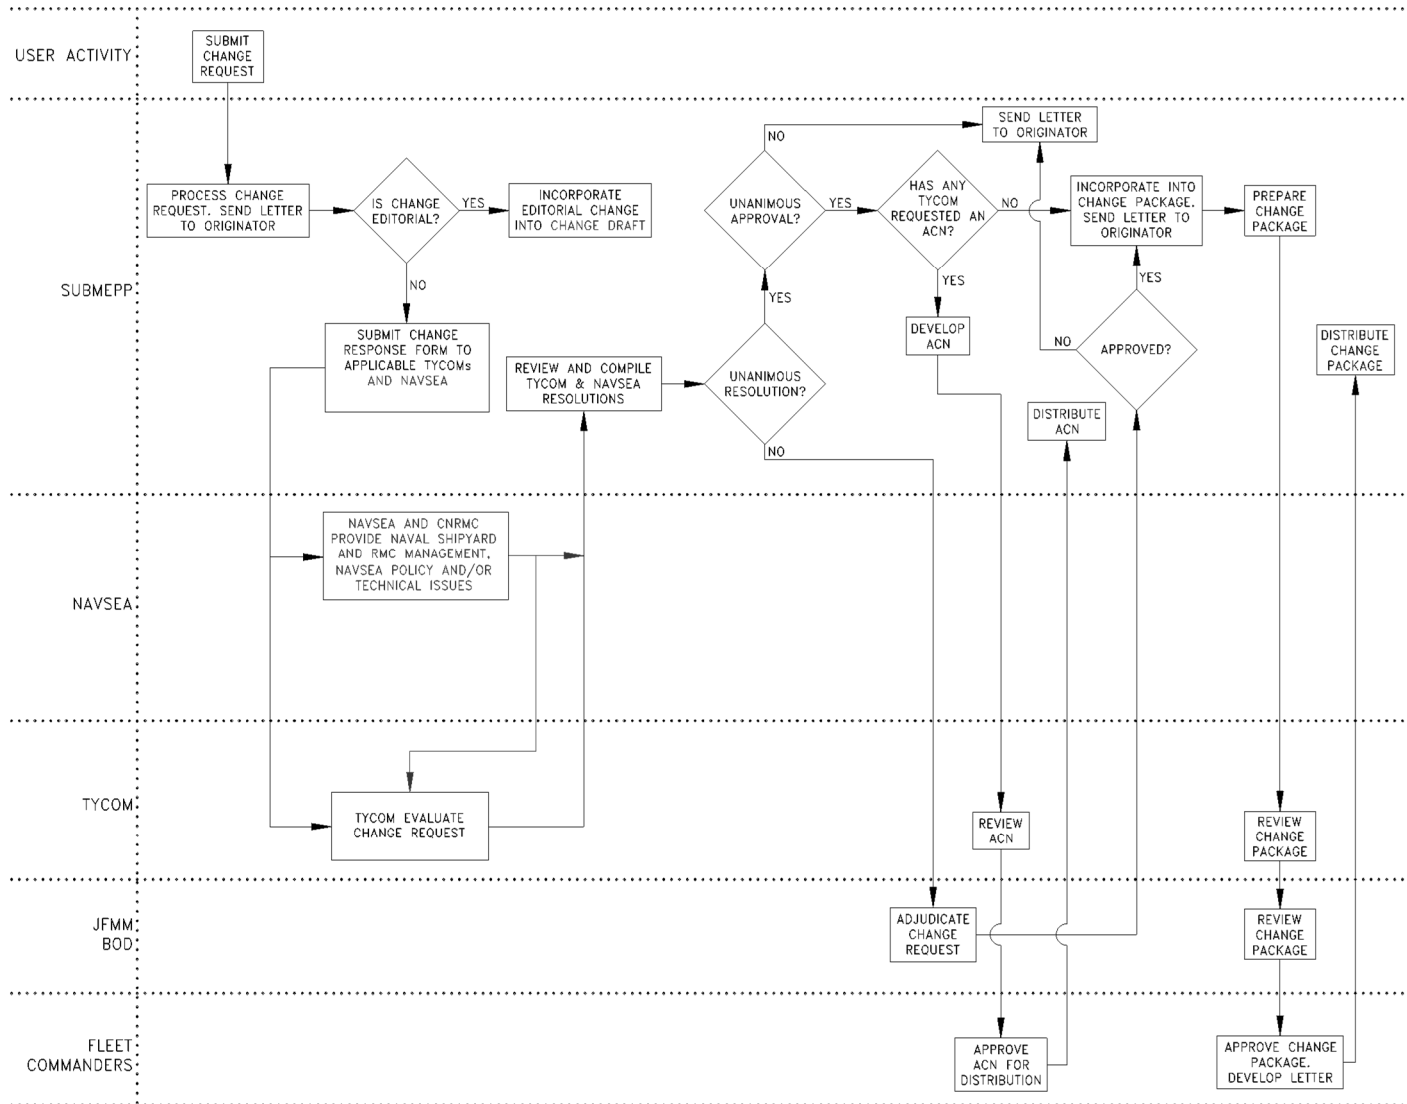 USER ACTIVITY
SUBMIT
CHANGE
REQUEST
SUBMEPP
PROCESS CHANGE
REQUEST. SEND LETTER
TO ORIGINATOR
IS CHANGE
EDITORIAL?
YES
INCORPORATE
EDITORIAL CHANGE
INTO CHANGE DRAFT
NO
SUBMIT CHANGE
RESPONSE FORM TO
APPLICABLE TYCOMs
AND NAVSEA
REVIEW AND COMPILE
TYCOM & NAVSEA
RESOLUTIONS
UNANIMOUS
RESOLUTION?
YES
NO
UNANIMOUS
APPROVAL?
NO
YES
SEND LETTER
TO ORIGINATOR
HAS ANY
TYCOM
REQUESTED AN
ACN?
NO
YES
DEVELOP
ACN
INCORPORATE INTO
CHANGE PACKAGE.
SEND LETTER TO
ORIGINATOR
PREPARE
CHANGE
PACKAGE
YES
NO
APPROVED?
DISTRIBUTE
ACN
DISTRIBUTE
CHANGE
PACKAGE
NAVSEA
NAVSEA AND CNRMC
PROVIDE NAVAL SHIPYARD
AND RMC MANAGEMENT,
NAVSEA POLICY AND/OR
TECHNICAL ISSUES
TYCOM
TYCOM EVALUATE
CHANGE REQUEST
REVIEW
ACN
REVIEW
CHANGE
PACKAGE
JFMM
BOD
ADJUDICATE
CHANGE
REQUEST
REVIEW
CHANGE
PACKAGE
FLEET
COMMANDERS
APPROVE
ACN FOR
DISTRIBUTION
APPROVE CHANGE
PACKAGE.
DEVELOP LETTER